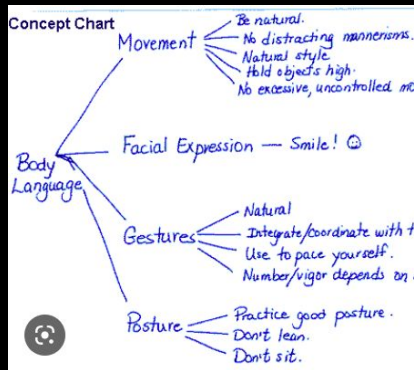 Concept Chart
Movement
Be natural.
No distracting mannerisms.
Natural style
Hold objects high.
No excessive, uncontrolled
Body
Language
Facial Expression — Smile!
Gestures
Natural
Integrate/coordinate with
Use to pace yourself.
Number/vigor depends on
Posture
Practice good posture.
Don't lean.
Don't sit.